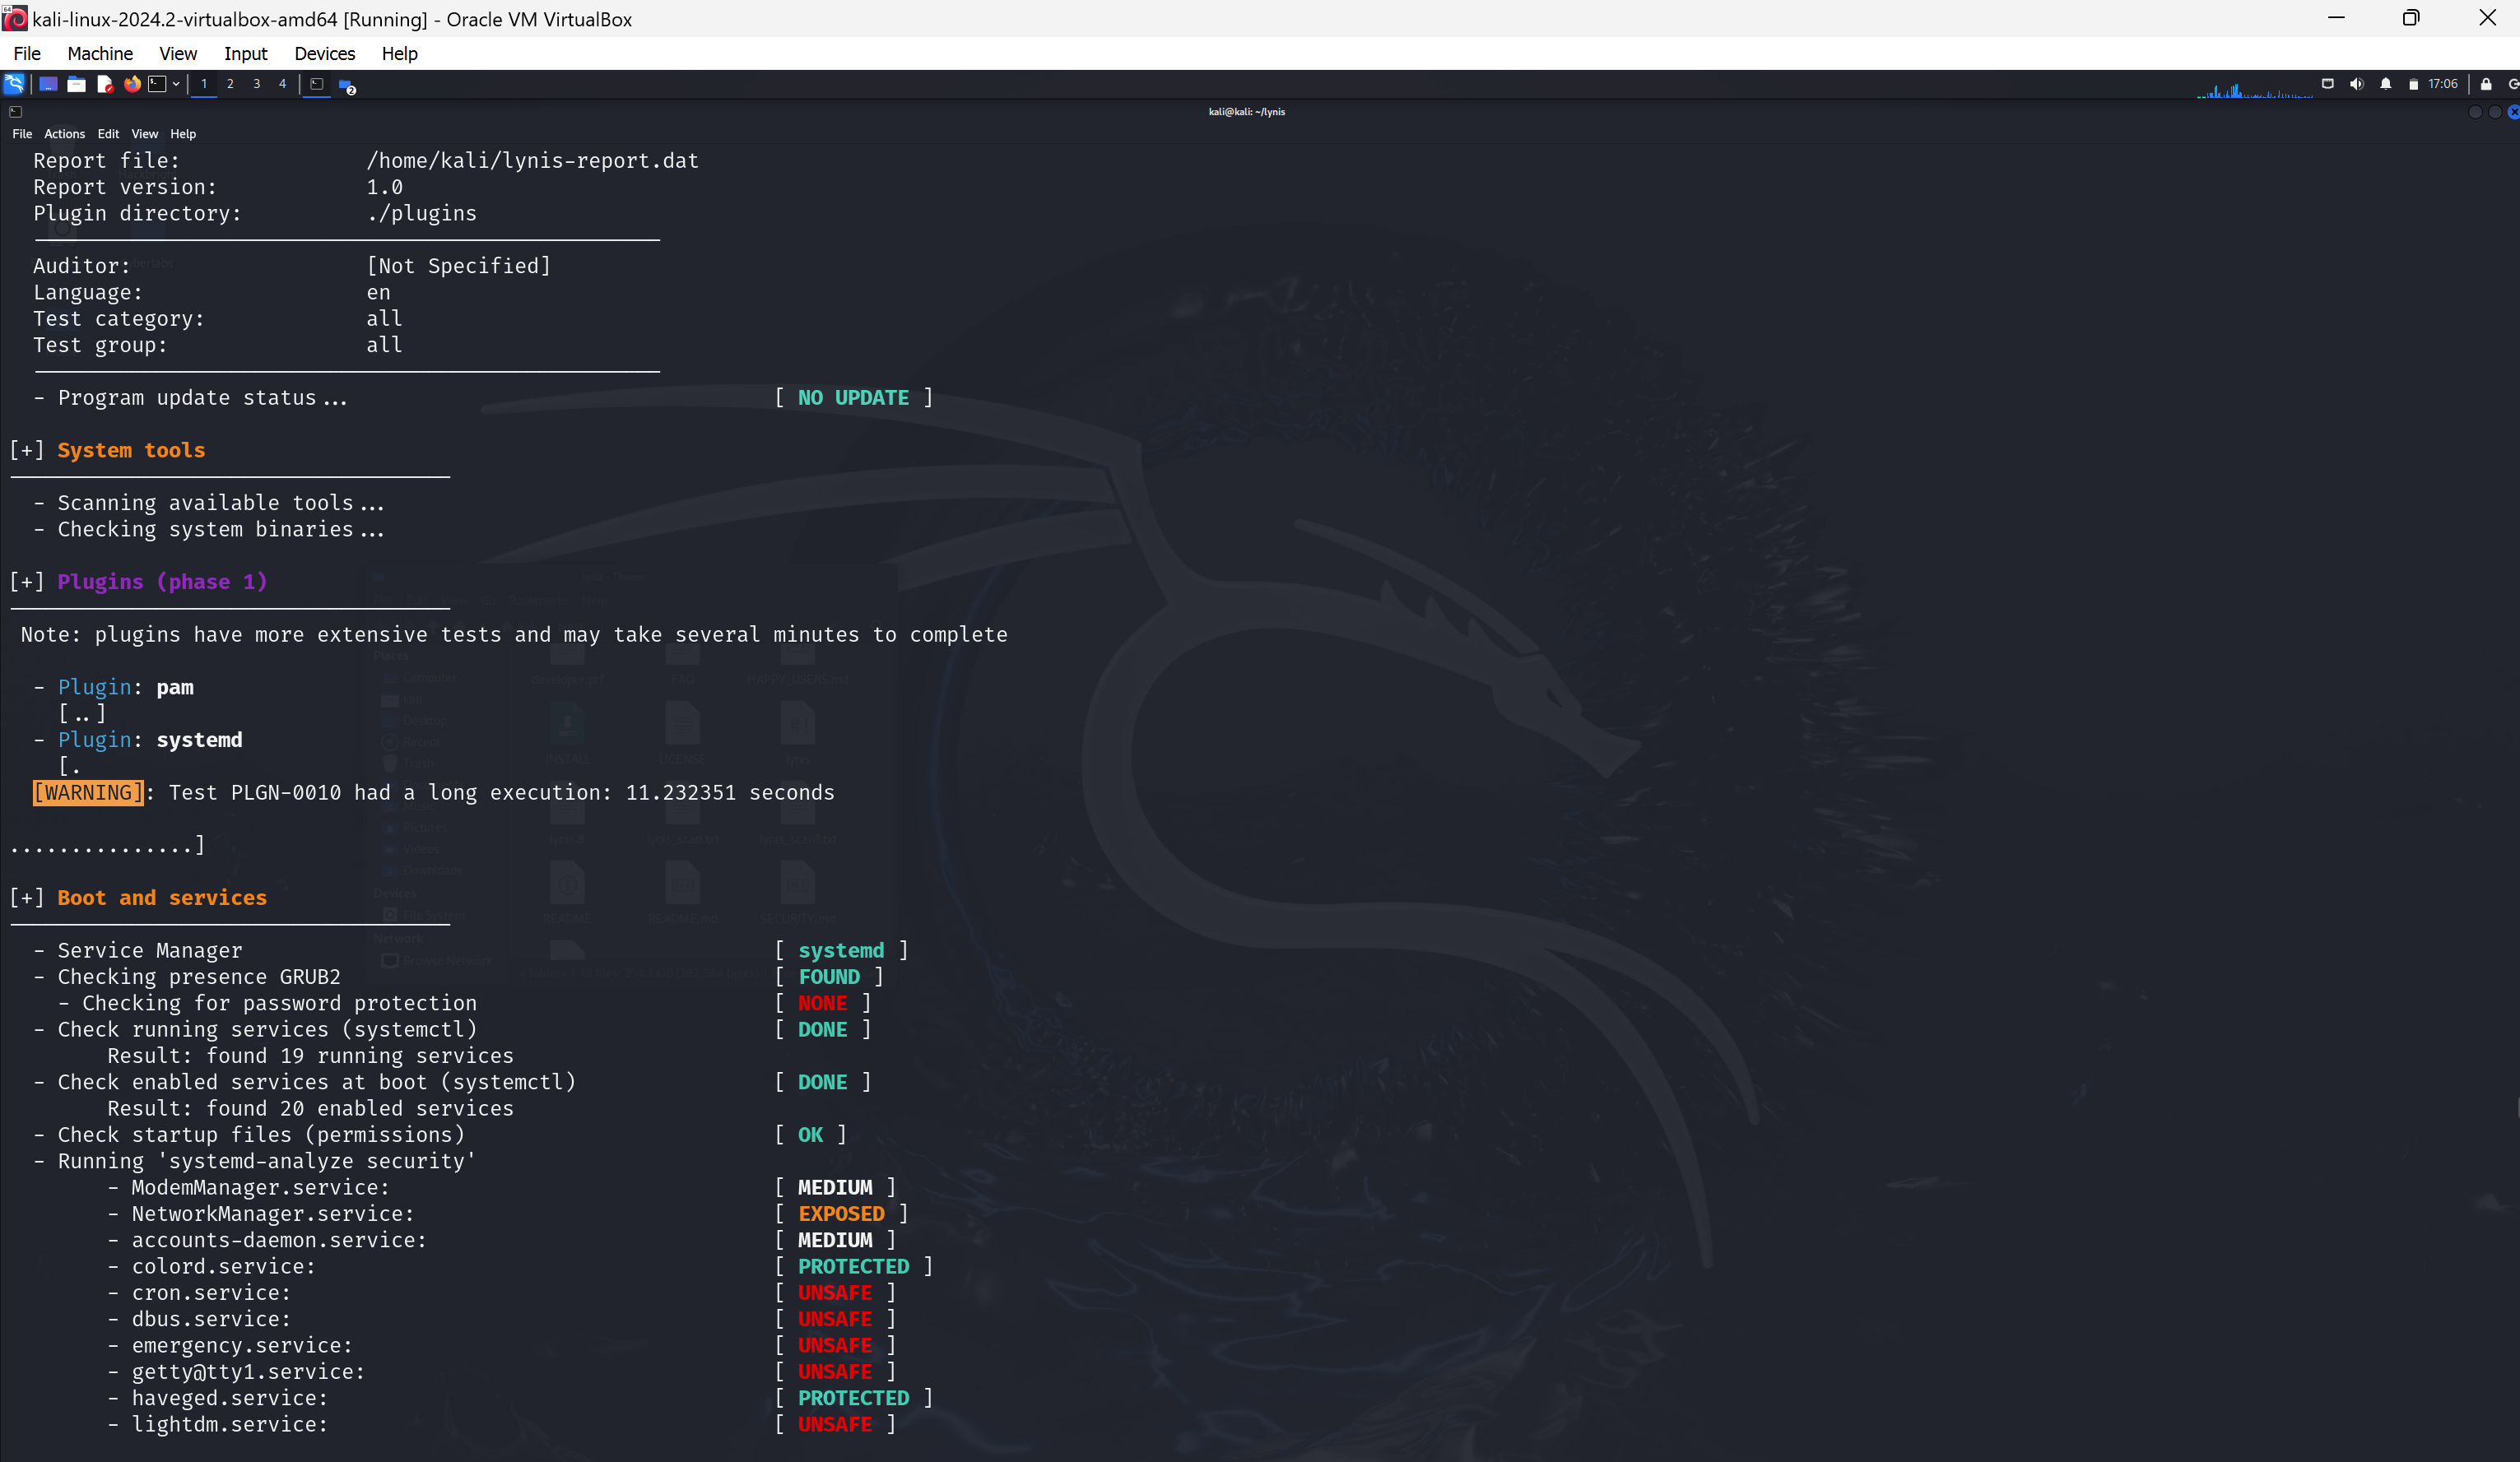 kali-linux-2024.2-virtualbox-amd64 [Running] - Oracle VM VirtualBox
File Machine View Input Devices Help
1 2 3 4 2 17:06
kali@kali: ~/lynis
File Actions Edit View Help
Report file: /home/kali/lynis-report.dat
Report version: 1.0
Plugin directory: ./plugins
Auditor: [Not Specified]
Language: en
Test category: all
Test group: all
- Program update status... [ NO UPDATE ]
[+] System tools
- Scanning available tools...
- Checking system binaries...
[+] Plugins (phase 1)
Note: plugins have more extensive tests and may take several minutes to complete
- Plugin: pam
[..]
- Plugin: systemd
[.
[WARNING]: Test PLGN-0010 had a long execution: 11.232351 seconds
...............]
[+] Boot and services
- Service Manager [ systemd ]
- Checking presence GRUB2 [ FOUND ]
- Checking for password protection [ NONE ]
- Check running services (systemctl) [ DONE ]
Result: found 19 running services
- Check enabled services at boot (systemctl) [ DONE ]
Result: found 20 enabled services
- Check startup files (permissions) [ OK ]
- Running 'systemd-analyze security'
- ModemManager.service: [ MEDIUM ]
- NetworkManager.service: [ EXPOSED ]
- accounts-daemon.service: [ MEDIUM ]
- colord.service: [ PROTECTED ]
- cron.service: [ UNSAFE ]
- dbus.service: [ UNSAFE ]
- emergency.service: [ UNSAFE ]
- getty@tty1.service: [ UNSAFE ]
- haveged.service: [ PROTECTED ]
- lightdm.service: [ UNSAFE ]